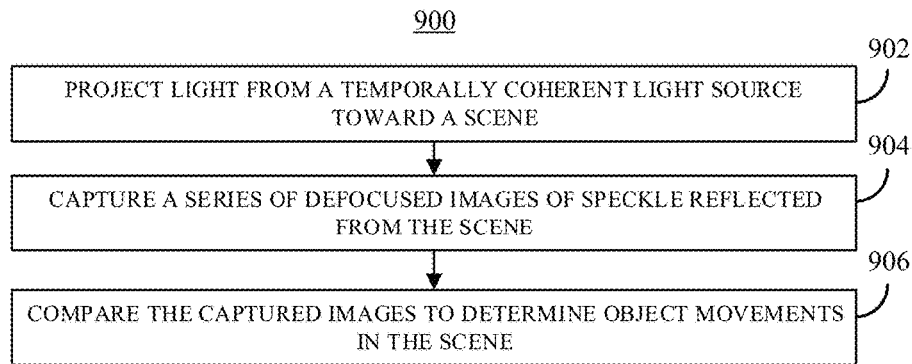 900
902
PROJECT LIGHT FROM A TEMPORALLY COHERENT LIGHT SOURCE
TOWARD A SCENE
904
CAPTURE A SERIES OF DEFOCUSED IMAGES OF SPECKLE REFLECTED
FROM THE SCENE
906
COMPARE THE CAPTURED IMAGES TO DETERMINE OBJECT MOVEMENTS
IN THE SCENE